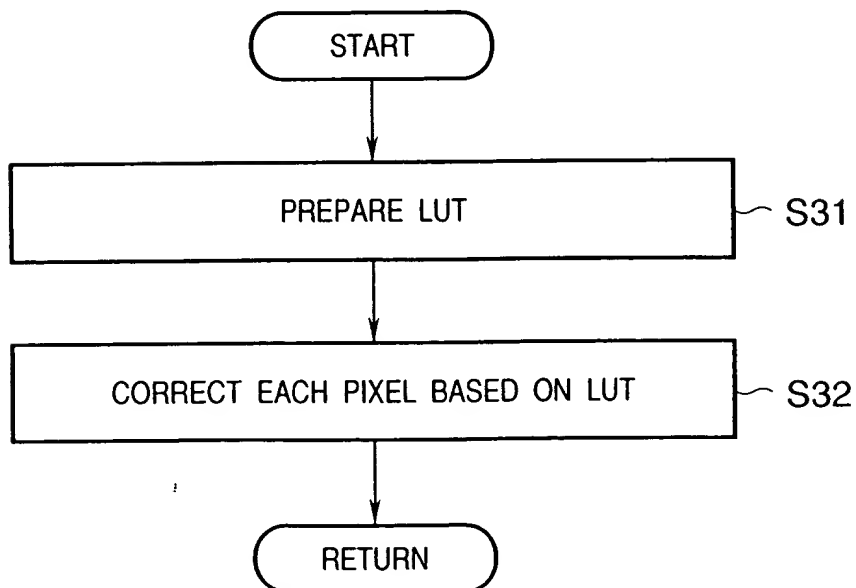 START
PREPARE LUT
S31
CORRECT EACH PIXEL BASED ON LUT
S32
RETURN